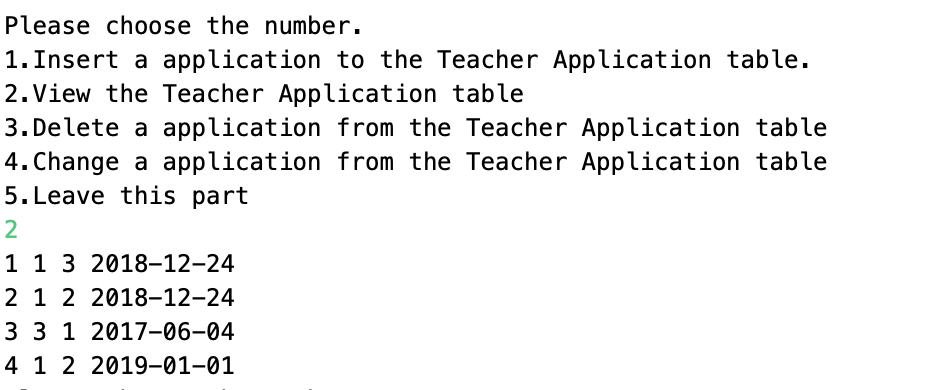 Please choose the number.
1.Insert a application to the Teacher Application table.
2.View the Teacher Application table
3.Delete a application from the Teacher Application table
4.Change a application from the Teacher Application table
5.Leave this part
2
1 1 3 2018-12-24
2 1 2 2018-12-24
3 3 1 2017-06-04
4 1 2 2019-01-01